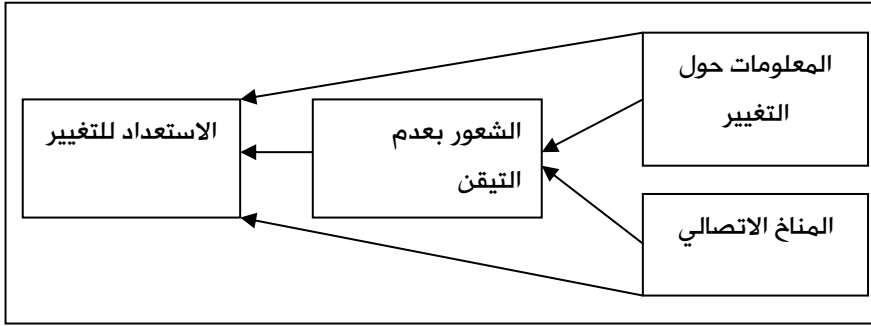 المعلومات حول
التغيير
الشعور بعدم
التيقن
الاستعداد للتغيير
المناخ الاتصالي